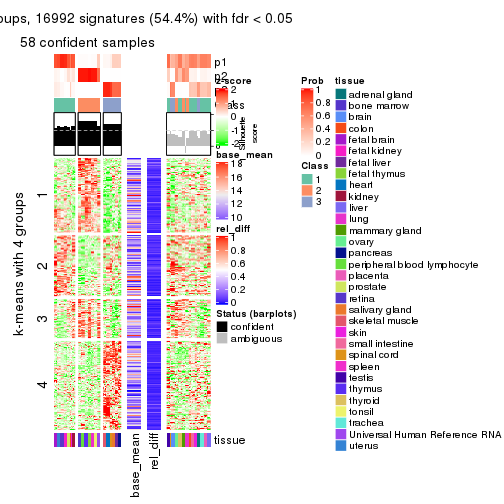 oups, 16992 signatures (54.4%) with fdr < 0.05
58 confident samples
p1
p2
z-score
2
1
0
-1
-2
Class
silhouette
score
base_mean
18
16
14
12
10
rel_diff
1
0.8
0.6
0.4
0.2
0
Status (barplots)
confident
ambiguous
Prob
1
0.8
0.6
0.4
0.2
0
Class
1
2
3
tissue
adrenal gland
bone marrow
brain
colon
fetal brain
fetal kidney
fetal liver
fetal thymus
heart
kidney
liver
lung
mammary gland
ovary
pancreas
peripheral blood lymphocyte
placenta
prostate
retina
salivary gland
skeletal muscle
skin
small intestine
spinal cord
spleen
testis
thymus
thyroid
tonsil
trachea
Universal Human Reference RNA
uterus
k-means with 4 groups
1
2
3
4
tissue
base_mean
rel_diff